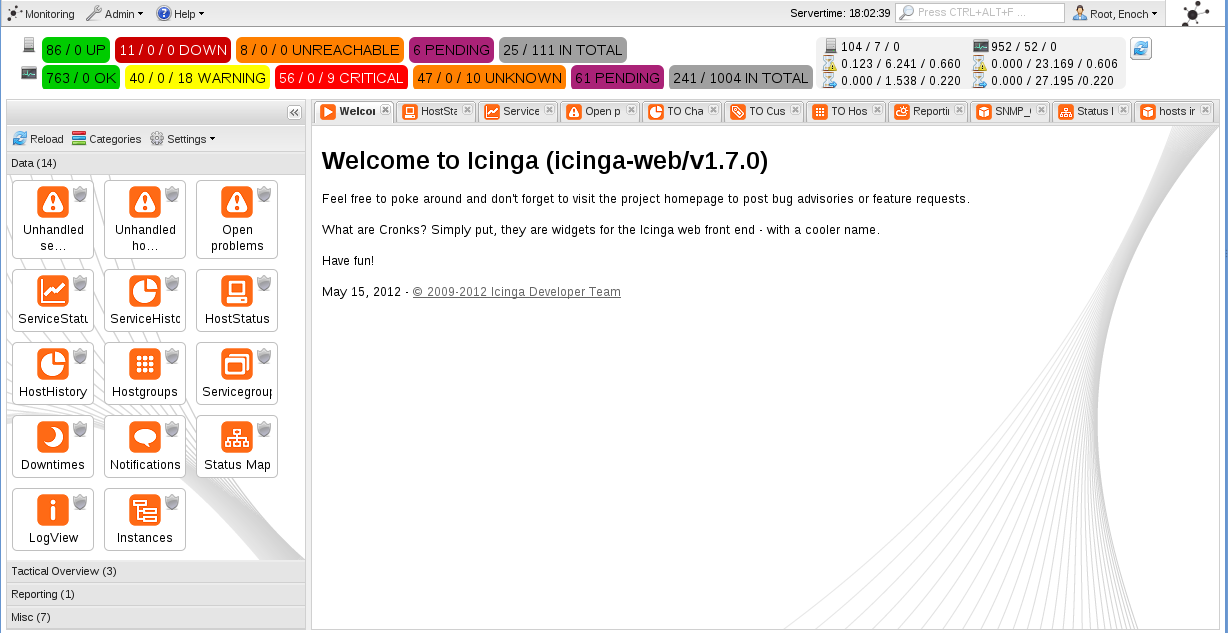 Monitoring Admin Help Servertime: 18:02:39 Press CTRL+ALT+F ... Root, Enoch
86 / 0 UP 11 / 0 / 0 DOWN 8 / 0 / 0 UNREACHABLE 6 PENDING 25 / 111 IN TOTAL
763 / 0 OK 40 / 0 / 18 WARNING 56 / 0 / 9 CRITICAL 47 / 0 / 10 UNKNOWN 61 PENDING 241 / 1004 IN TOTAL
104 / 7 / 0 952 / 52 / 0
0.123 / 6.241 / 0.660 0.000 / 23.169 / 0.606
0.000 / 1.538 / 0.220 0.000 / 27.195 /0.220
Welcor HostSta Service Open p TO Cha TO Cus TO Hos Reportin SNMP_ Status I hosts ir
Reload Categories Settings
Data (14)
Unhandled se... Unhandled ho... Open problems
ServiceStatu ServiceHisto HostStatus
HostHistory Hostgroups Servicegroup
Downtimes Notifications Status Map
LogView Instances
Tactical Overview (3)
Reporting (1)
Misc (7)
Welcome to Icinga (icinga-web/v1.7.0)
Feel free to poke around and don't forget to visit the project homepage to post bug advisories or feature requests.
What are Cronks? Simply put, they are widgets for the Icinga web front end - with a cooler name.
Have fun!
May 15, 2012 - © 2009-2012 Icinga Developer Team